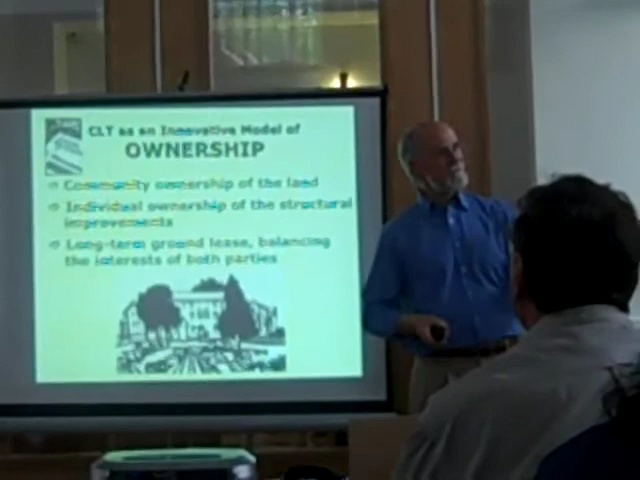 CLT as an Innovative Model of
OWNERSHIP
Community ownership of the land
Individual ownership of the structural
improvements
Long-term ground lease, balancing
the interests of both parties